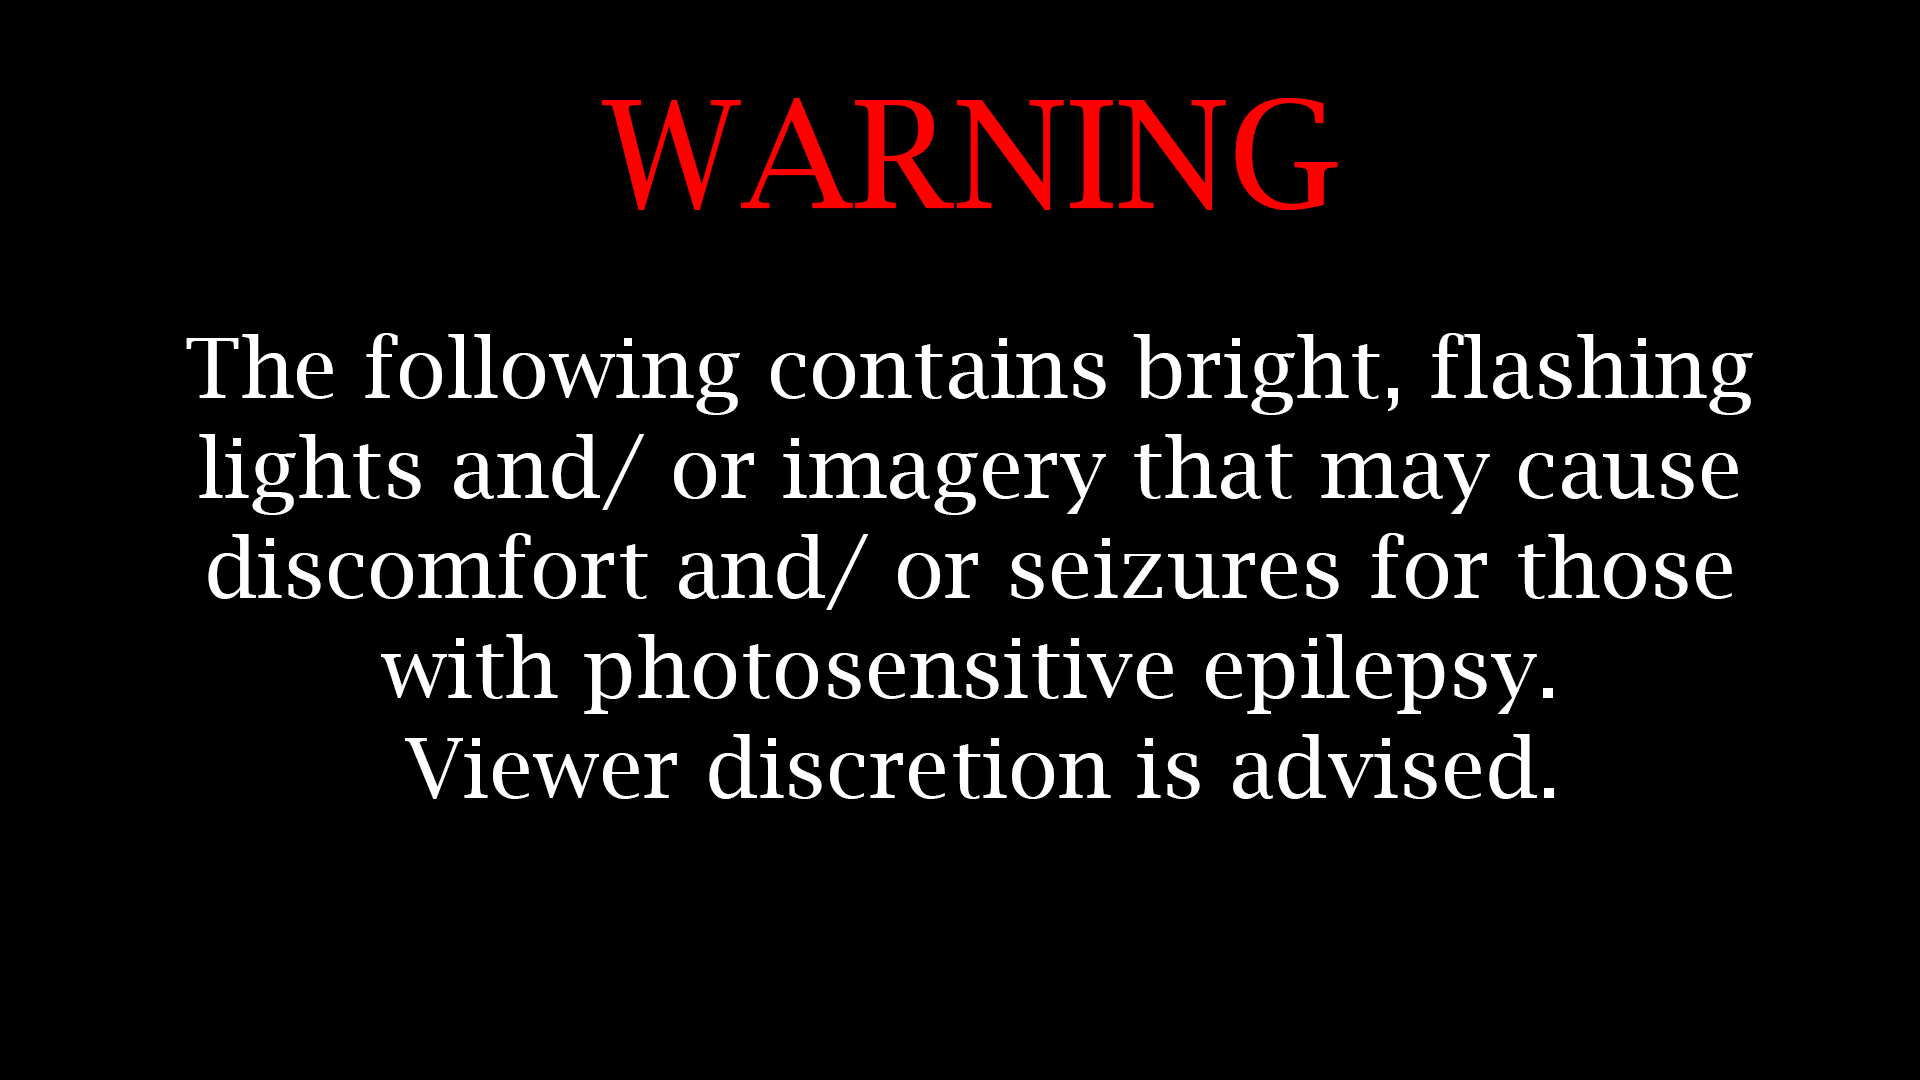 WARNING
The following contains bright, flashing
lights and/ or imagery that may cause
discomfort and/ or seizures for those
with photosensitive epilepsy.
Viewer discretion is advised.